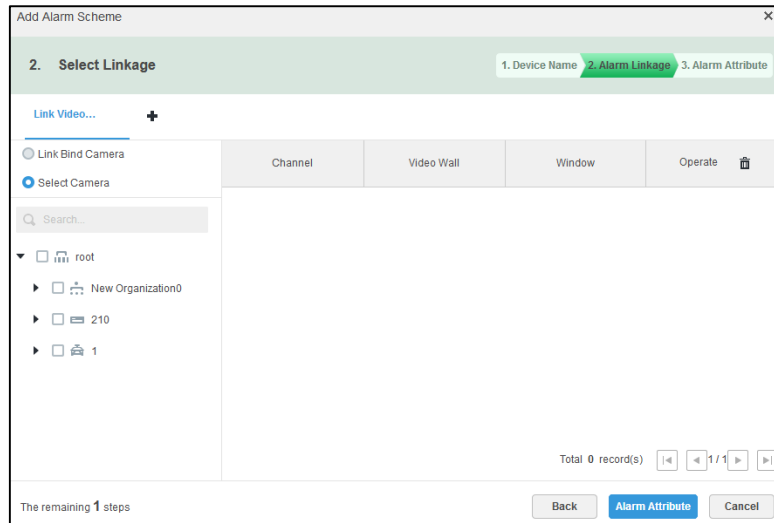 Add Alarm Scheme
2. Select Linkage
1. Device Name 2. Alarm Linkage 3. Alarm Attribute
Link Video...
Link Bind Camera
Select Camera
Channel Video Wall Window Operate
Search...
root
New Organization0
210
1
Total 0 record(s) 1 / 1
The remaining 1 steps
Back Alarm Attribute Cancel